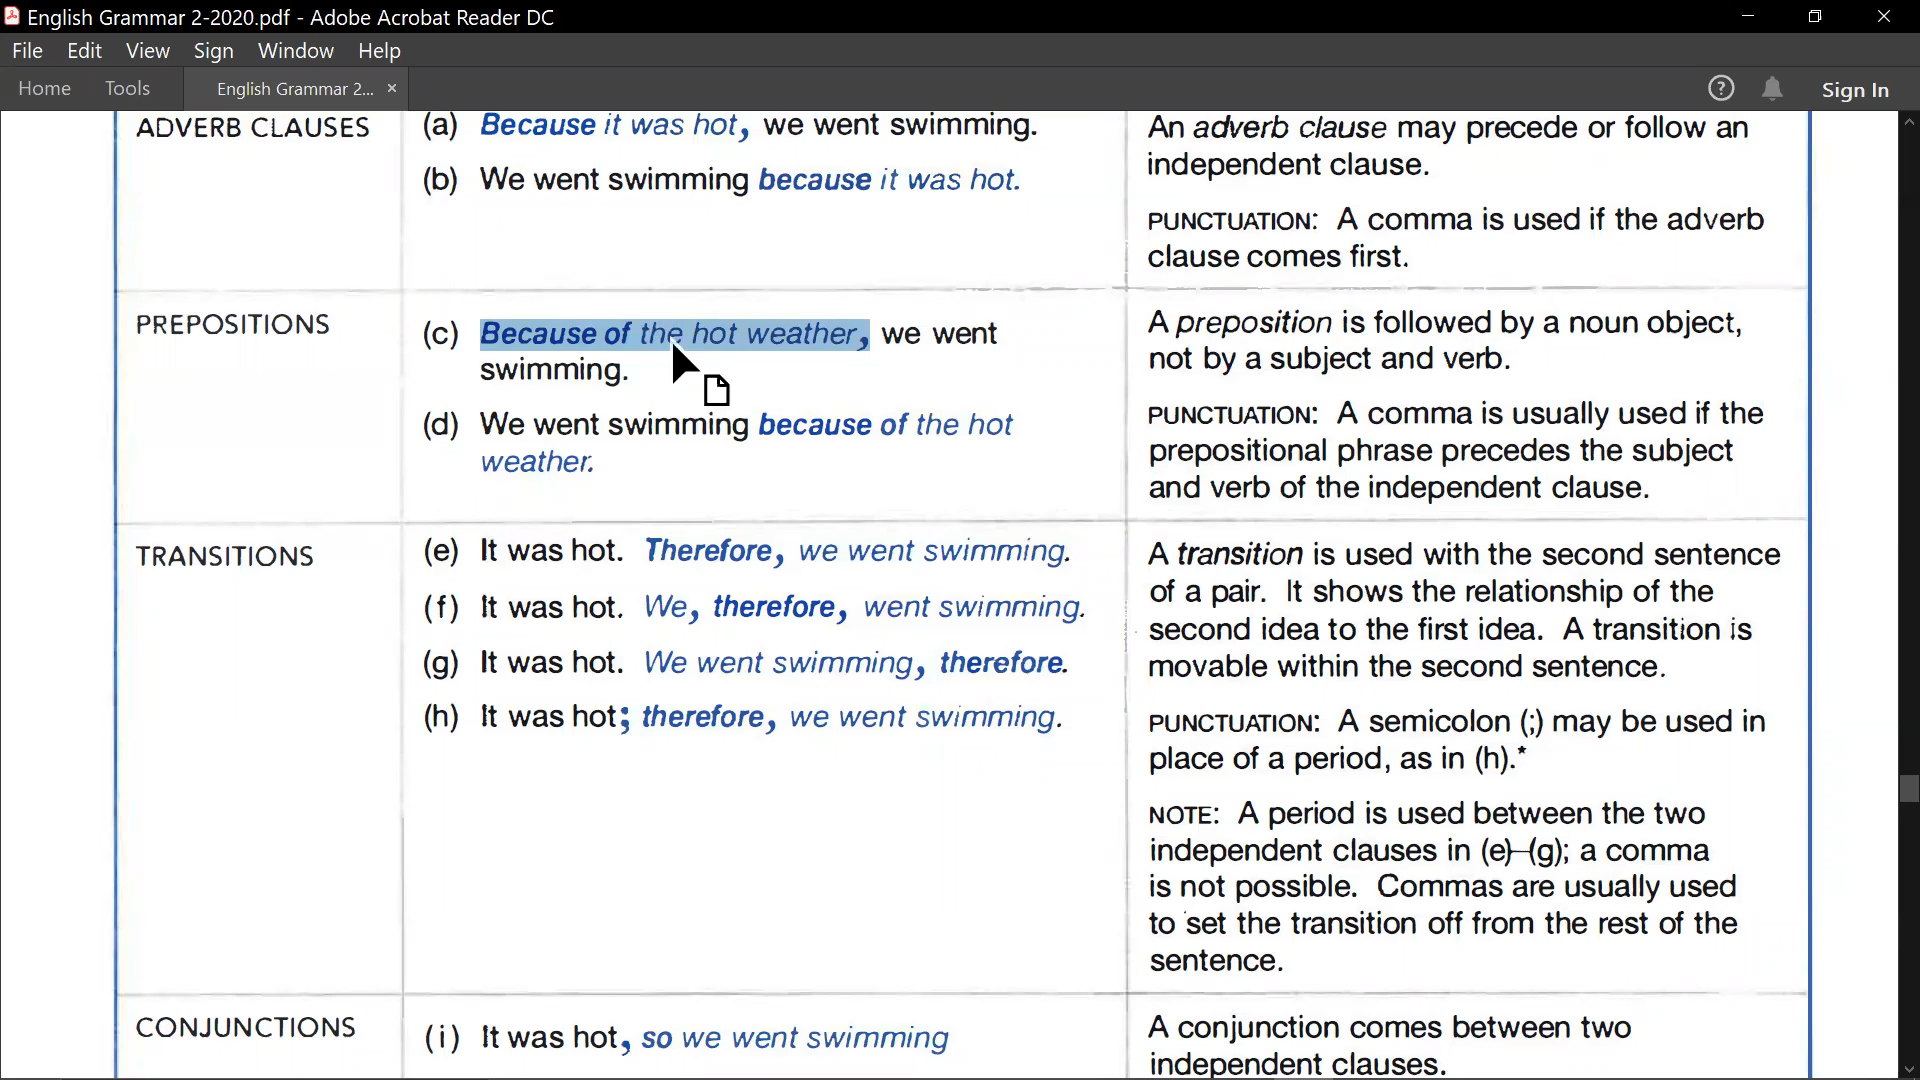 English Grammar 2-2020.pdf - Adobe Acrobat Reader DC
File Edit View Sign Window Help
Home Tools English Grammar 2... × ? Sign In
ADVERB CLAUSES
(a) Because it was hot, we went swimming.
(b) We went swimming because it was hot.
An adverb clause may precede or follow an
independent clause.
PUNCTUATION: A comma is used if the adverb
clause comes first.
PREPOSITIONS
(c) Because of the hot weather, we went
swimming.
(d) We went swimming because of the hot
weather.
A preposition is followed by a noun object,
not by a subject and verb.
PUNCTUATION: A comma is usually used if the
prepositional phrase precedes the subject
and verb of the independent clause.
TRANSITIONS
(e) It was hot. Therefore, we went swimming.
(f) It was hot. We, therefore, went swimming.
(g) It was hot. We went swimming, therefore.
(h) It was hot; therefore, we went swimming.
A transition is used with the second sentence
of a pair. It shows the relationship of the
second idea to the first idea. A transition is
movable within the second sentence.
PUNCTUATION: A semicolon (;) may be used in
place of a period, as in (h).*
NOTE: A period is used between the two
independent clauses in (e)–(g); a comma
is not possible. Commas are usually used
to set the transition off from the rest of the
sentence.
CONJUNCTIONS
(i) It was hot, so we went swimming
A conjunction comes between two
independent clauses.